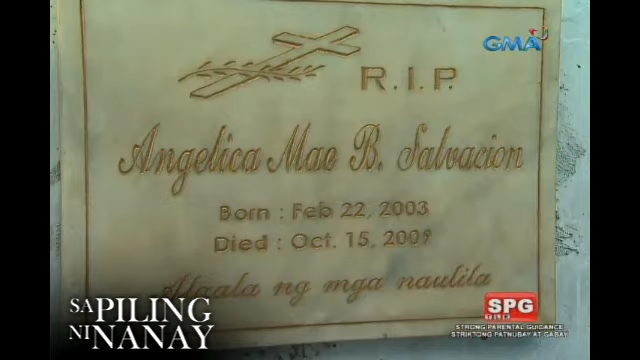 GMA
R.I.P.
Angelica Mae B. Salvacion
Born : Feb 22, 2003
Died : Oct. 15, 2009
Alaala ng mga naulila
SA PILING
NI NANAY
SPG
STRONG PARENTAL GUIDANCE
STRIKTONG PATNUBAY AT GABAY